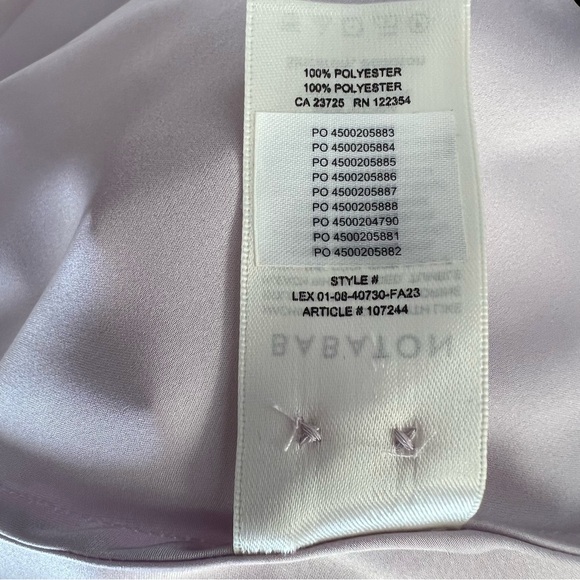 100% POLYESTER
100% POLYESTER
CA 23725 RN 122354
PO 4500205883
PO 4500205884
PO 4500205885
PO 4500205886
PO 4500205887
PO 4500205888
PO 4500204790
PO 4500205881
PO 4500205882
STYLE #
LEX 01-08-40730-FA23
ARTICLE # 107244
BABATON